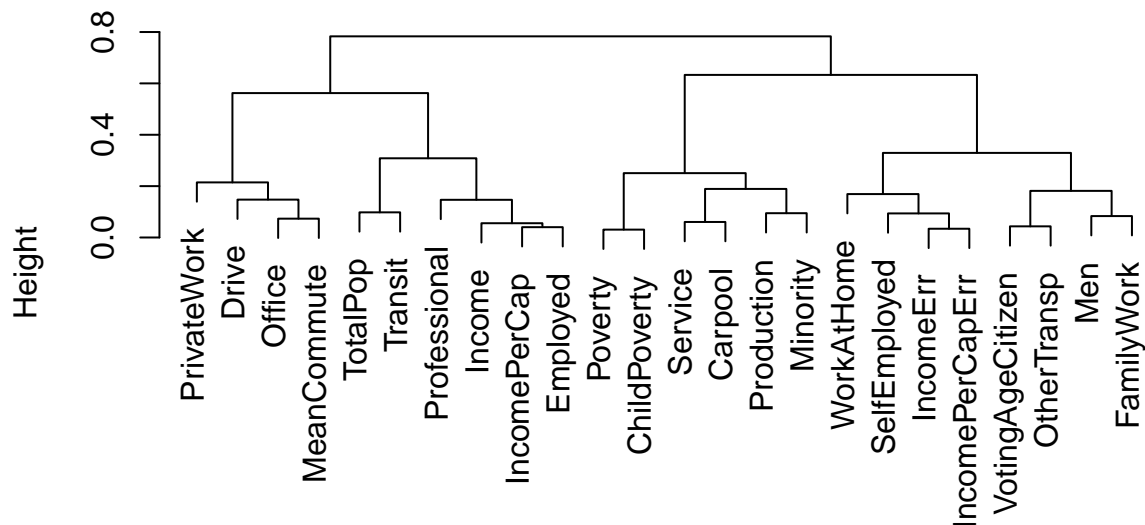 Height
0.0
0.4
0.8
PrivateWork
Drive
Office
MeanCommute
TotalPop
Transit
Professional
Income
IncomePerCap
Employed
Poverty
ChildPoverty
Service
Carpool
Production
Minority
WorkAtHome
SelfEmployed
IncomeErr
IncomePerCapErr
VotingAgeCitizen
OtherTransp
Men
FamilyWork